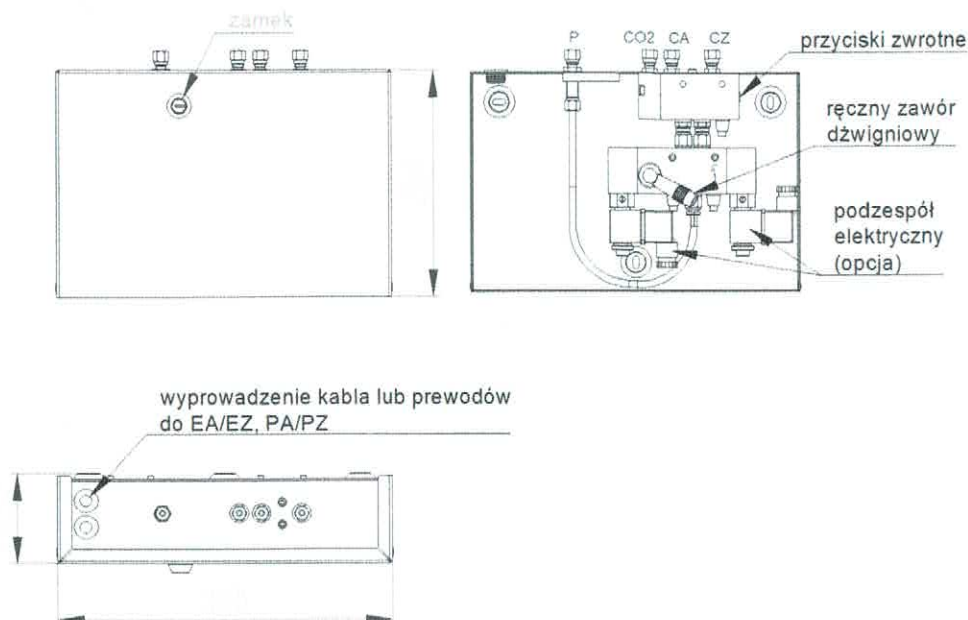 zamek
P CO2 CA CZ
przyciski zwrotne
ręczny zawór
dźwigniowy
podzespół
elektryczny
(opcja)
wyprowadzenie kabla lub prewodów
do EA/EZ, PA/PZ